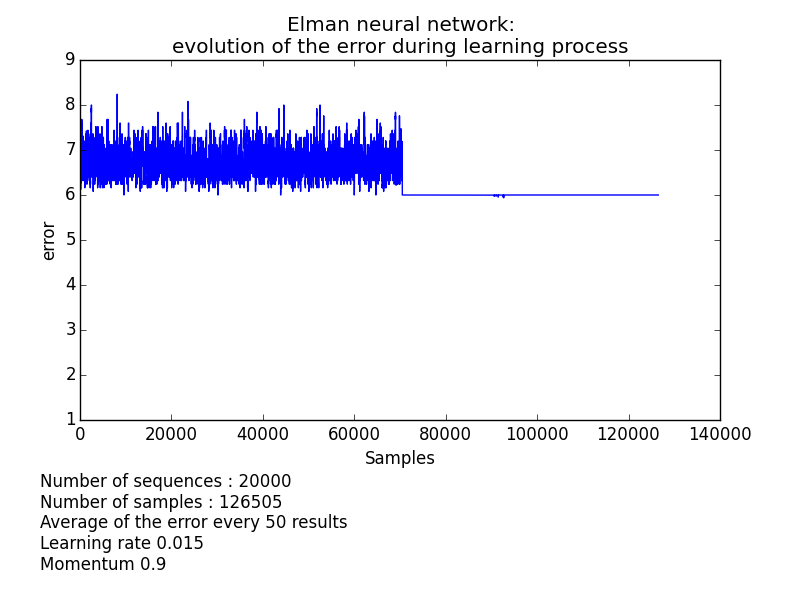 Elman neural network:
evolution of the error during learning process
9
8
7
6
5
4
3
2
1
error
0 20000 40000 60000 80000 100000 120000 140000
Samples
Number of sequences : 20000
Number of samples : 126505
Average of the error every 50 results
Learning rate 0.015
Momentum 0.9